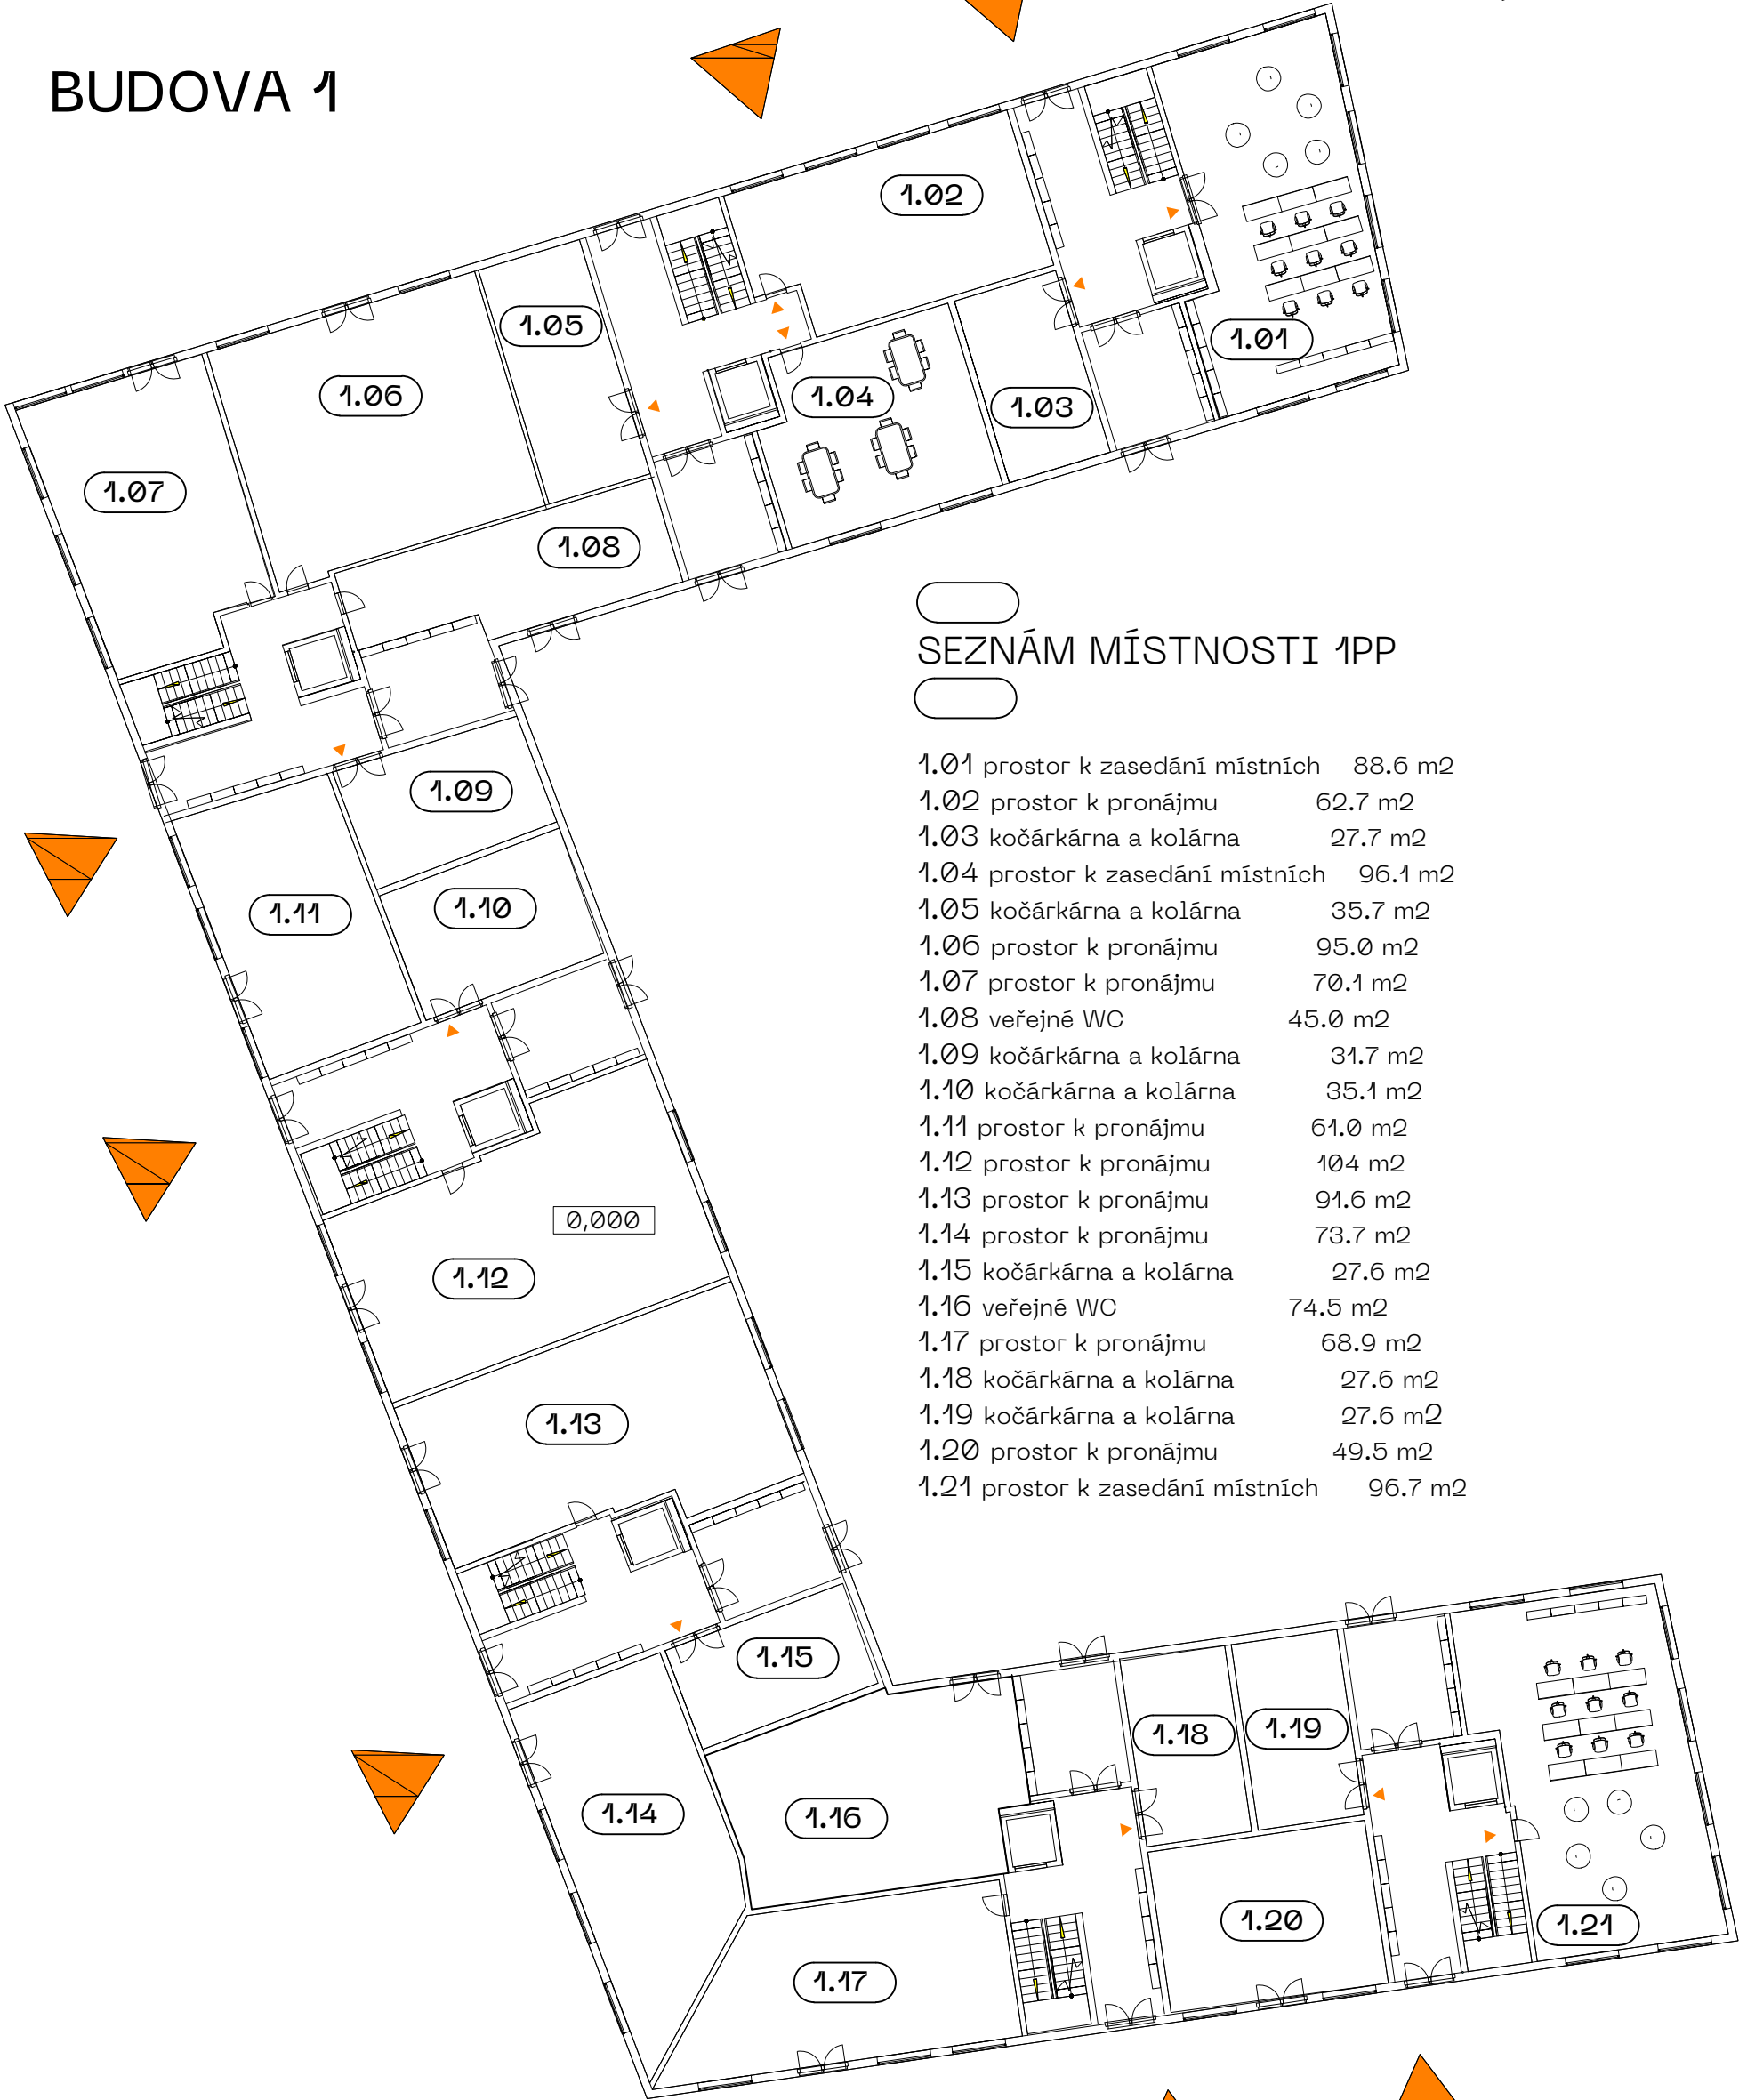 BUDOVA 1
1.02
1.01
1.05
1.06
1.04
1.03
1.07
1.08
SEZNÁM MÍSTNOSTI 1PP
1.01 prostor k zasedání místních 88.6 m2
1.02 prostor k pronájmu 62.7 m2
1.03 kočárkárna a kolárna 27.7 m2
1.04 prostor k zasedání místních 96.1 m2
1.05 kočárkárna a kolárna 35.7 m2
1.06 prostor k pronájmu 95.0 m2
1.07 prostor k pronájmu 70.1 m2
1.08 veřejné WC 45.0 m2
1.09 kočárkárna a kolárna 31.7 m2
1.10 kočárkárna a kolárna 35.1 m2
1.11 prostor k pronájmu 61.0 m2
1.12 prostor k pronájmu 104 m2
1.13 prostor k pronájmu 91.6 m2
1.14 prostor k pronájmu 73.7 m2
1.15 kočárkárna a kolárna 27.6 m2
1.16 veřejné WC 74.5 m2
1.17 prostor k pronájmu 68.9 m2
1.18 kočárkárna a kolárna 27.6 m2
1.19 kočárkárna a kolárna 27.6 m2
1.20 prostor k pronájmu 49.5 m2
1.21 prostor k zasedání místních 96.7 m2
1.09
1.11
1.10
0,000
1.12
1.13
1.15
1.18
1.19
1.14
1.16
1.20
1.21
1.17